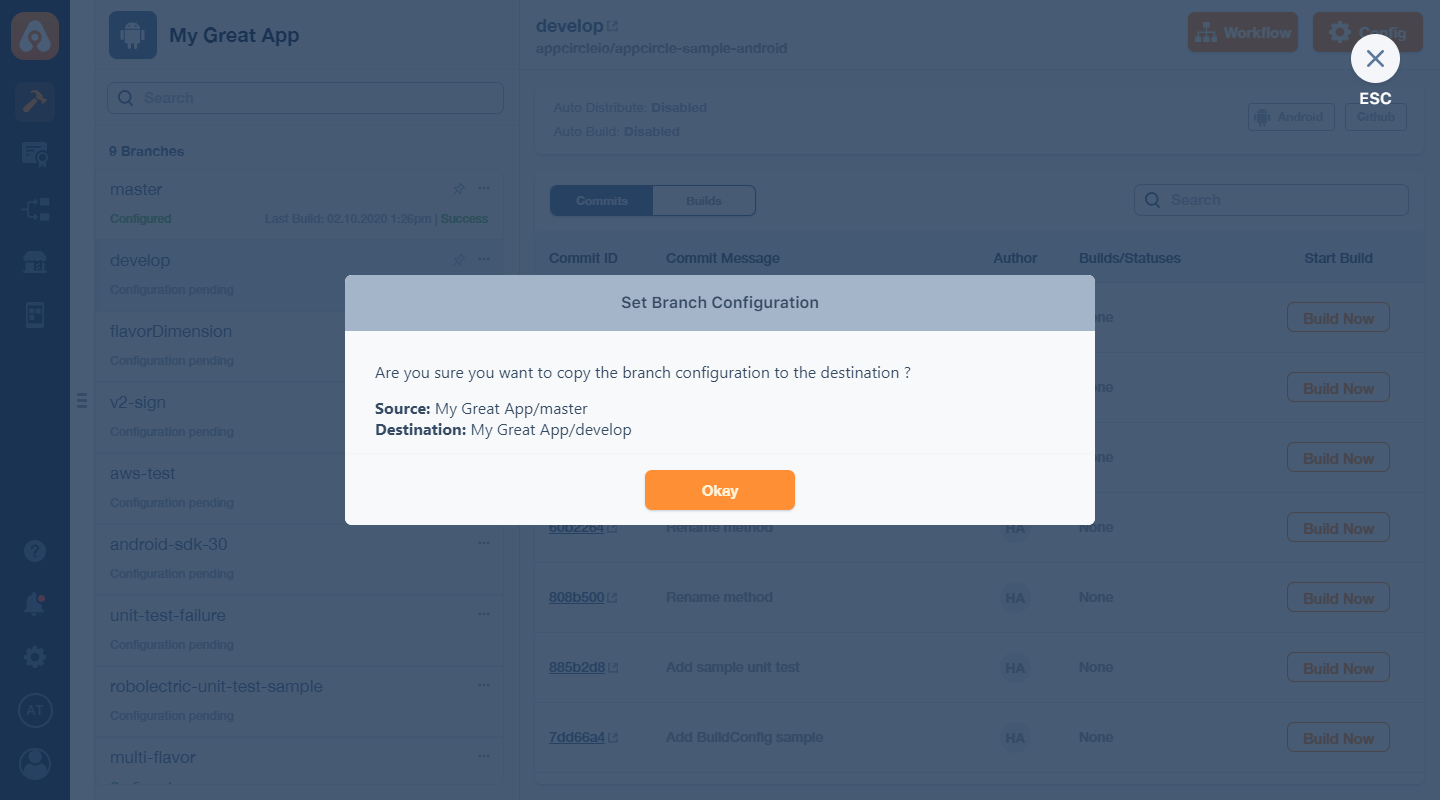 My Great App
Search
9 Branches
master
Configured
Last Build: 02.10.2020 1:26pm | Success
develop
Configuration pending
flavorDimension
Configuration pending
v2-sign
Configuration pending
aws-test
Configuration pending
android-sdk-30
Configuration pending
unit-test-failure
Configuration pending
robolectric-unit-test-sample
Configuration pending
multi-flavor
AT
develop
appcircleio/appcircle-sample-android
Workflow
Config
ESC
Auto Distribute: Disabled
Auto Build: Disabled
Android
Github
Commits
Builds
Search
Commit ID Commit Message Author Builds/Statuses Start Build
None Build Now
None Build Now
None Build Now
60b2264 Rename method HA None Build Now
808b500 Rename method HA None Build Now
885b2d8 Add sample unit test HA None Build Now
7dd66a4 Add BuildConfig sample HA None Build Now
Set Branch Configuration
Are you sure you want to copy the branch configuration to the destination ?
Source: My Great App/master
Destination: My Great App/develop
Okay